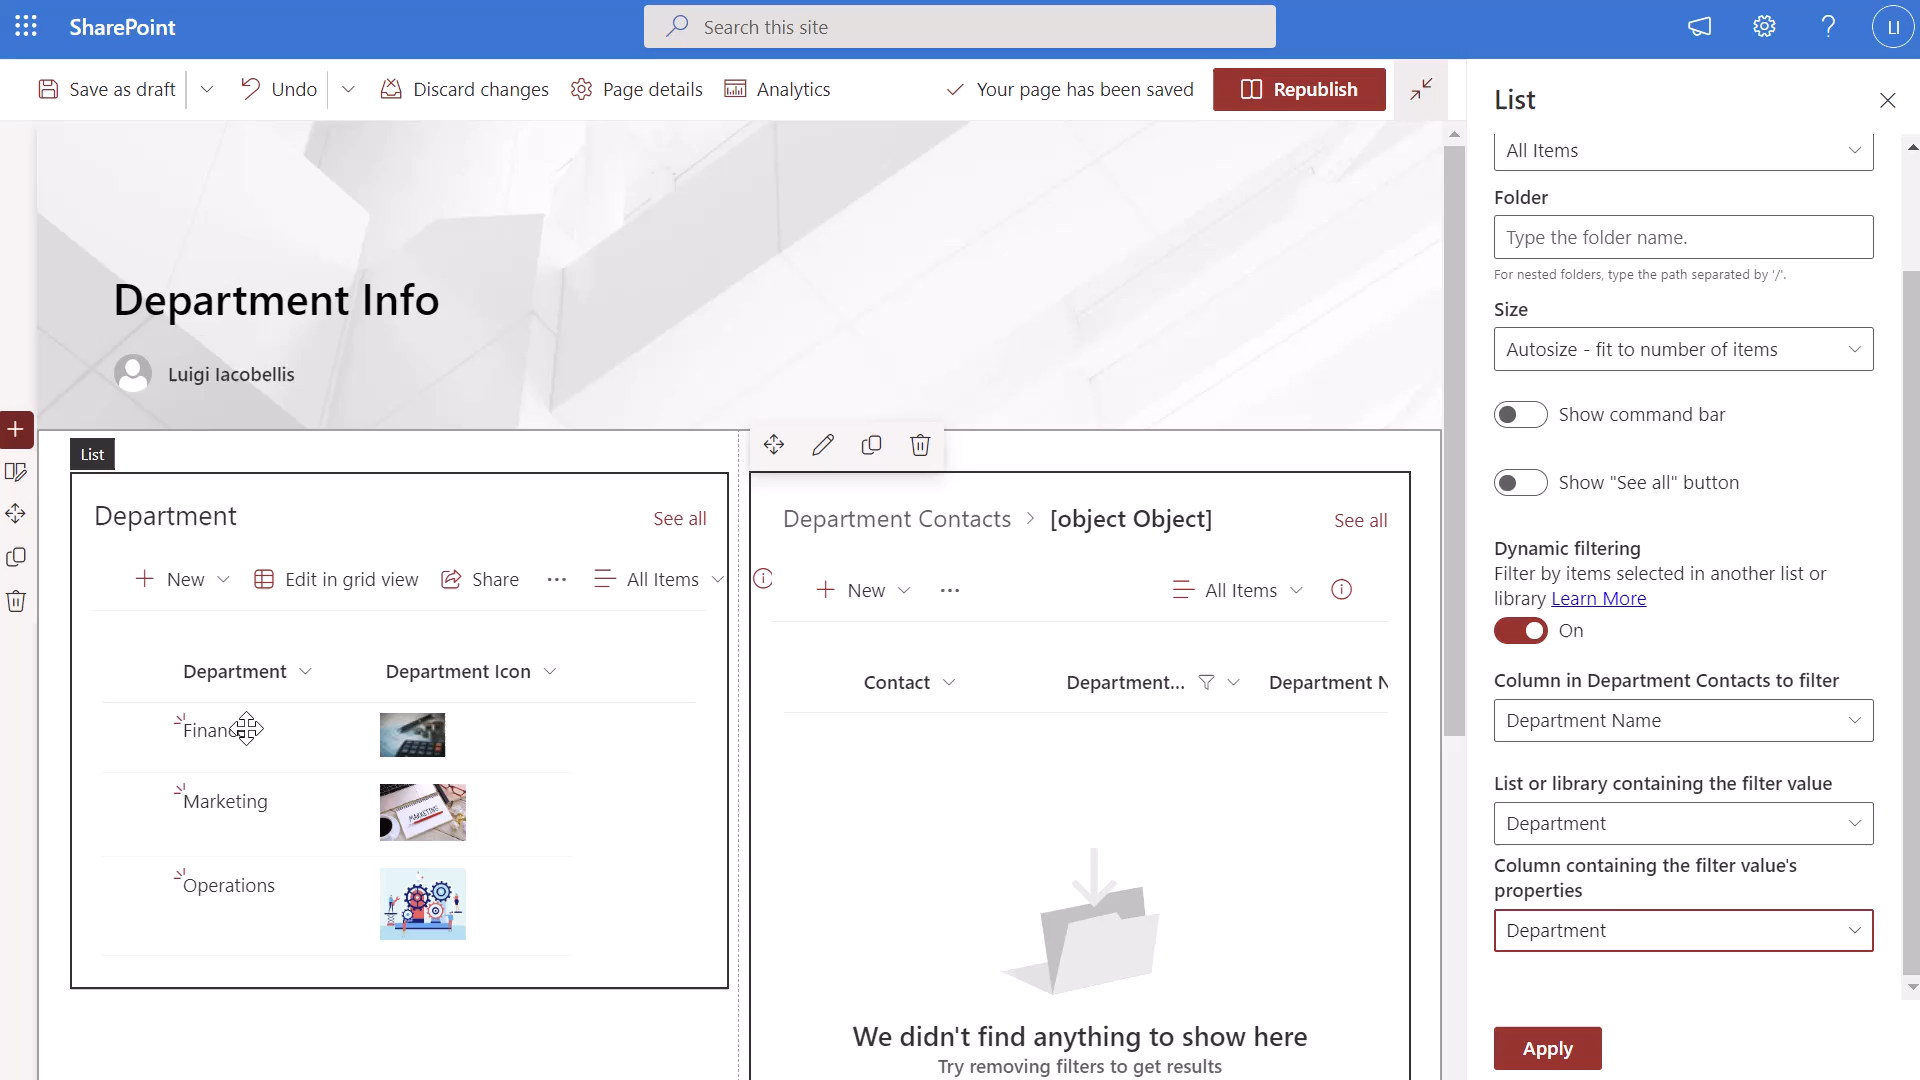 SharePoint
Search this site
LI
Save as draft
Undo
Discard changes
Page details
Analytics
Your page has been saved
Republish
Department Info
Luigi Iacobellis
List
Department
See all
New
Edit in grid view
Share
All Items
Department
Department Icon
Financ
Marketing
MARKETING
Operations
Department Contacts > [object Object]
See all
New
All Items
Contact
Department...
Department N
We didn't find anything to show here
Try removing filters to get results
List
All Items
Folder
Type the folder name.
For nested folders, type the path separated by '/'.
Size
Autosize - fit to number of items
Show command bar
Show "See all" button
Dynamic filtering
Filter by items selected in another list or
library Learn More
On
Column in Department Contacts to filter
Department Name
List or library containing the filter value
Department
Column containing the filter value's
properties
Department
Apply